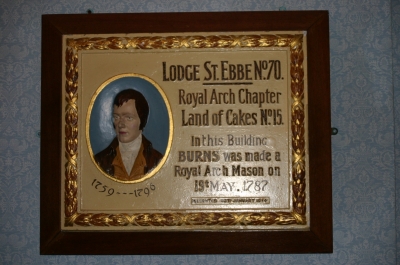 LODGE ST. EBBE No 70.
Royal Arch Chapter
Land of Cakes No 15.
In this Building
BURNS was made a
Royal Arch Mason on
19th MAY. 1787
1759---1796